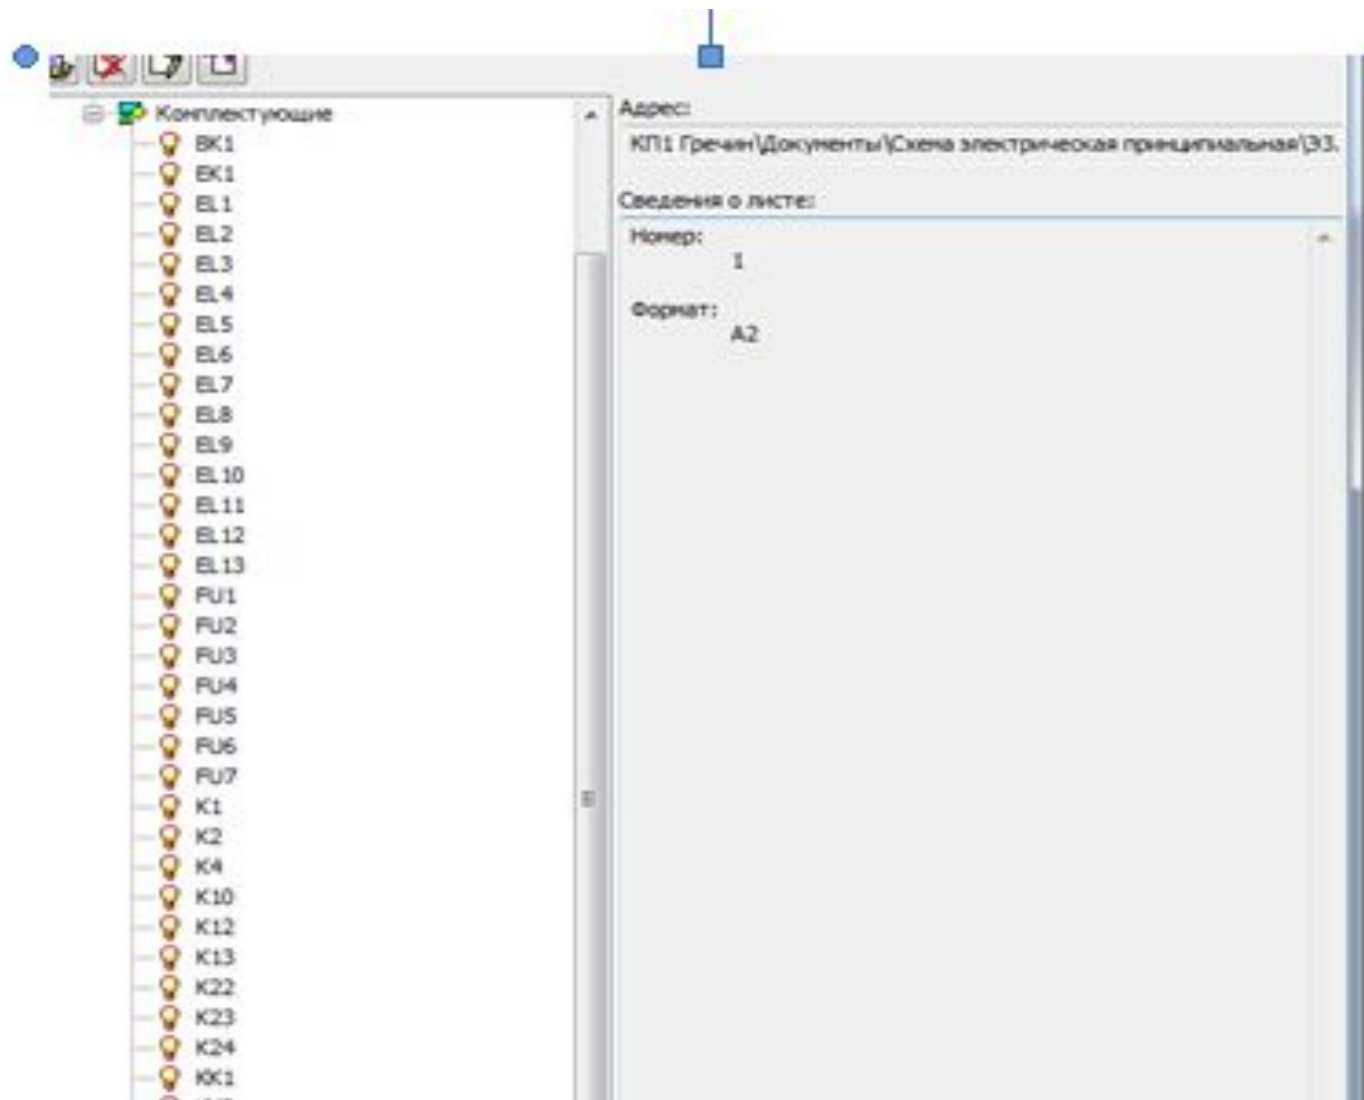 Комплектующие
BK1
EK1
EL1
EL2
EL3
EL4
EL5
EL6
EL7
EL8
EL9
EL10
EL11
EL12
EL13
FU1
FU2
FU3
FU4
FU5
FU6
FU7
K1
K2
K4
K10
K12
K13
K22
K23
K24
KK1
Адрес:
КП1 Гречин\Документы\Схема электрическая принципиальная\Э3.
Сведения о листе:
Номер:
1
Формат:
A2